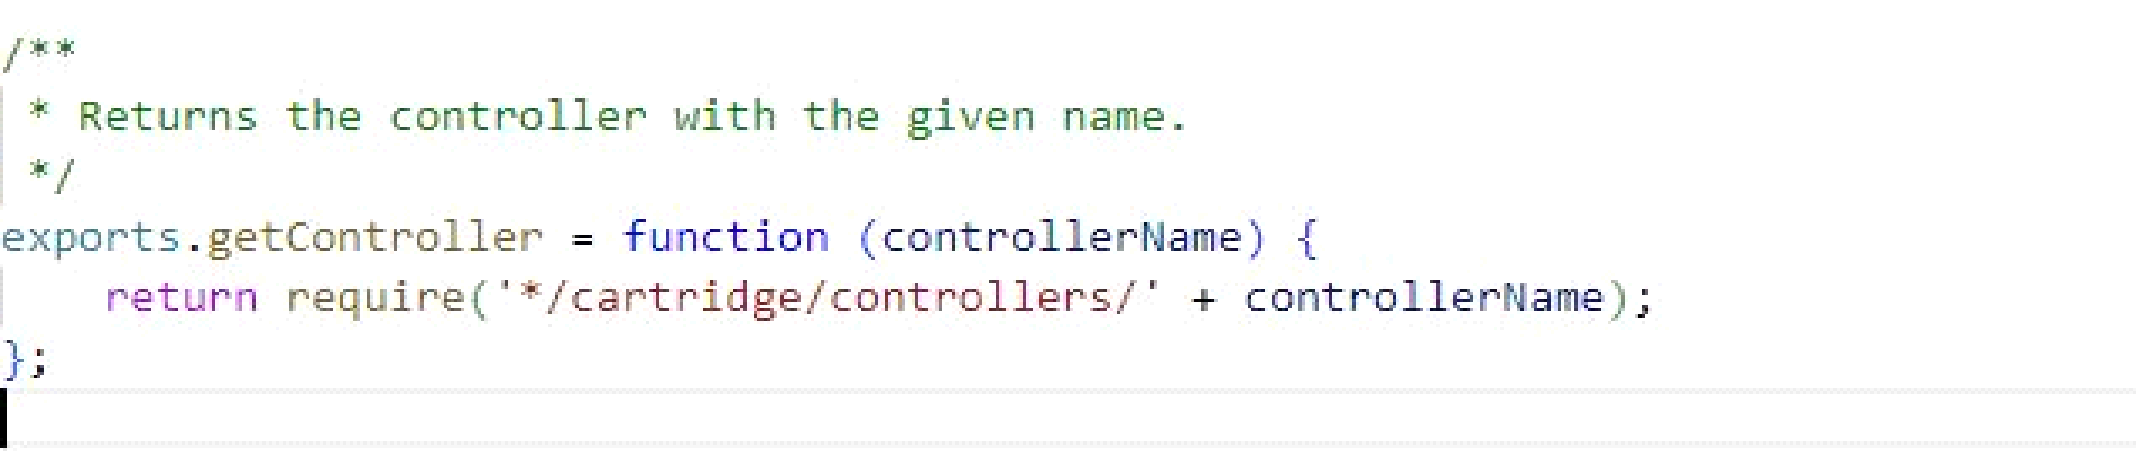 /**
 * Returns the controller with the given name.
 */
exports.getController = function (controllerName) {
    return require('*/cartridge/controllers/' + controllerName);
};